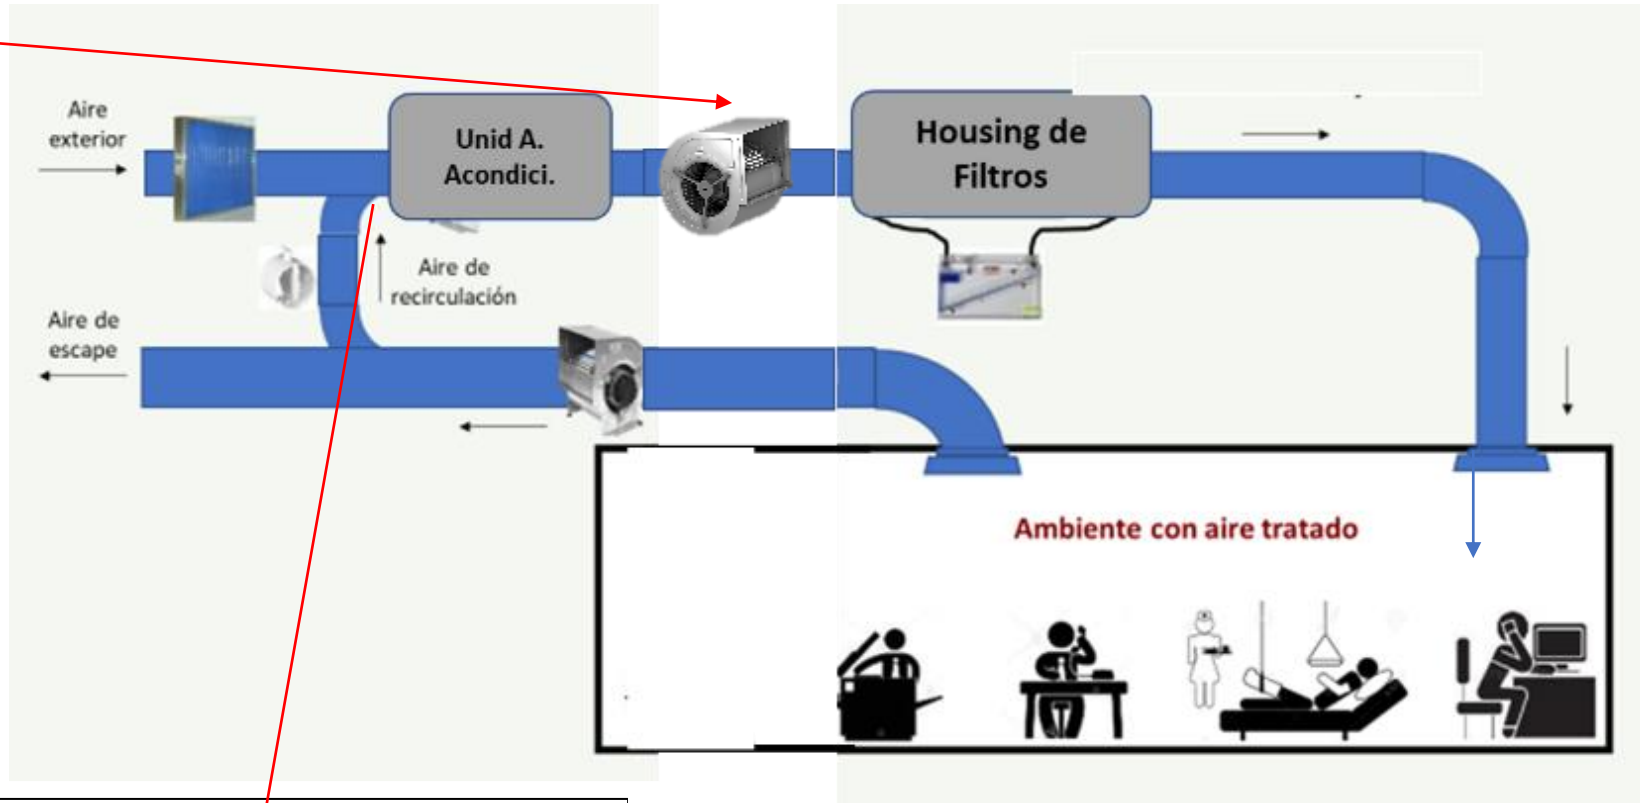 Aire
exterior
Unid A.
Acondici.
Housing de
Filtros
Aire de
recirculación
Aire de
escape
Ambiente con aire tratado